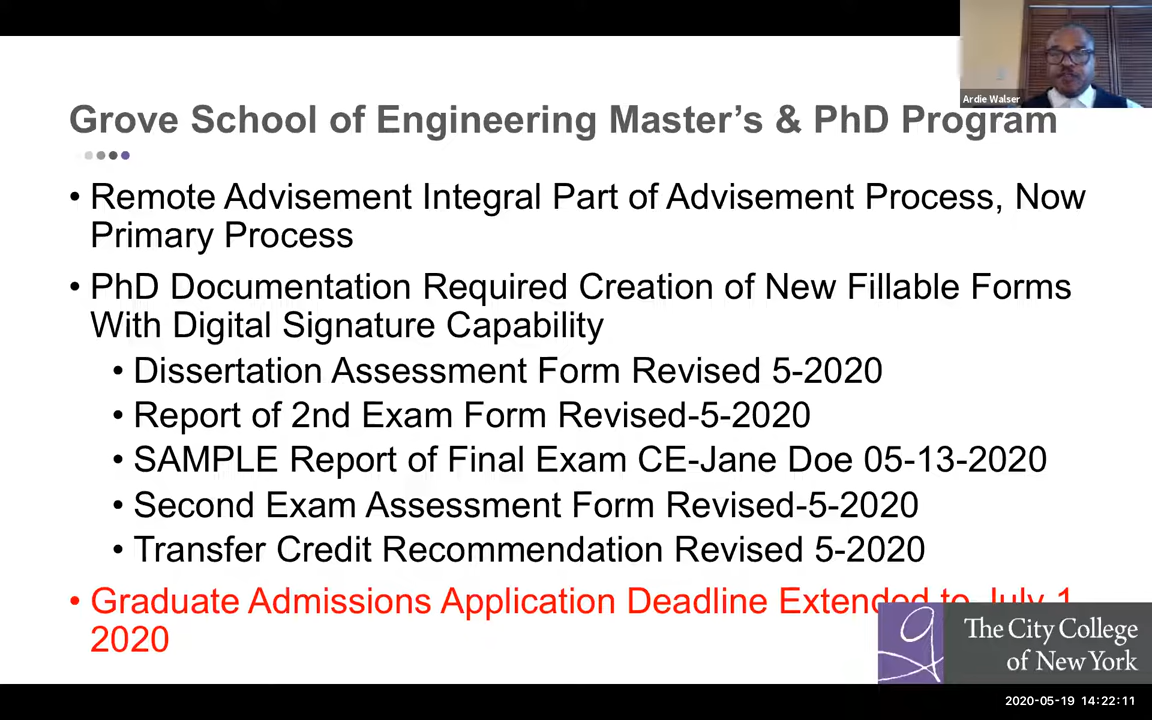 Ardie Walser
Grove School of Engineering Master's & PhD Program
• Remote Advisement Integral Part of Advisement Process, Now
Primary Process
• PhD Documentation Required Creation of New Fillable Forms
With Digital Signature Capability
• Dissertation Assessment Form Revised 5-2020
• Report of 2nd Exam Form Revised-5-2020
• SAMPLE Report of Final Exam CE-Jane Doe 05-13-2020
• Second Exam Assessment Form Revised-5-2020
• Transfer Credit Recommendation Revised 5-2020
• Graduate Admissions Application Deadline Extended to July 1
2020
The City College
of New York
2020-05-19 14:22:11